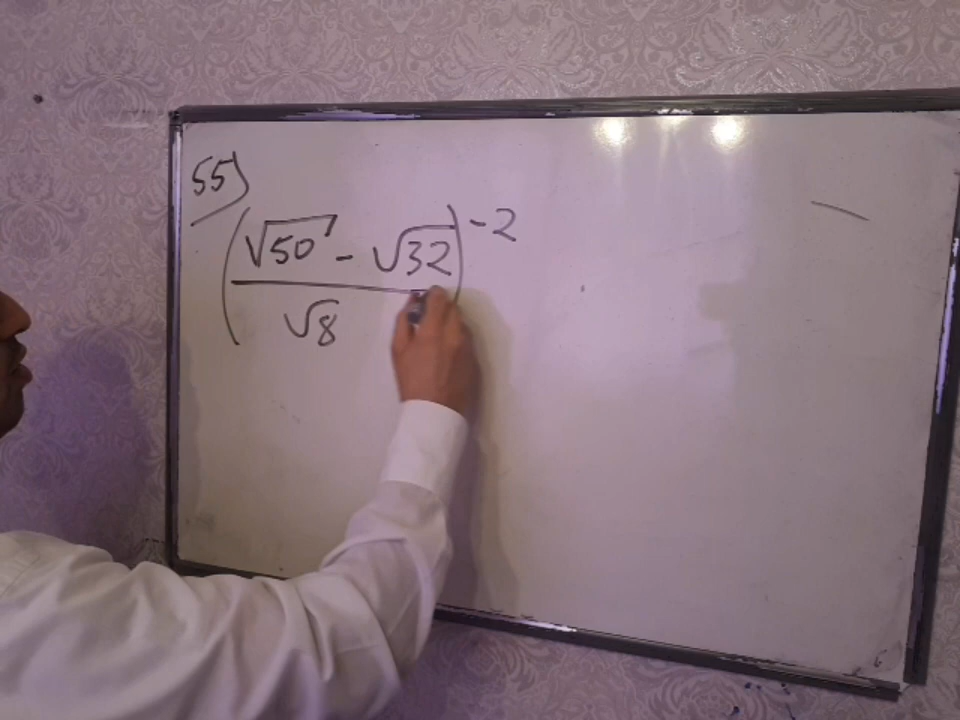 55)
(√50 - √32)⁻²
√8